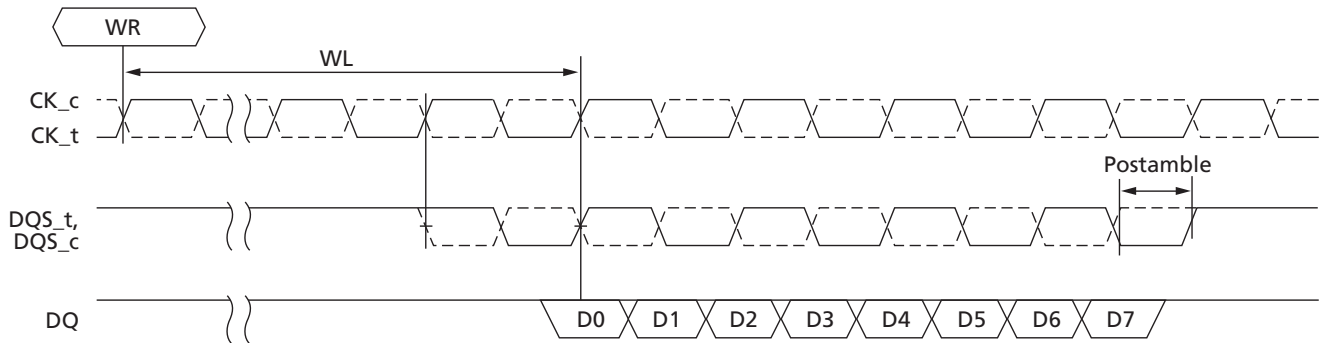 WR
WL
CK_c
CK_t
Postamble
DQS_t,
DQS_c
DQ
D0 D1 D2 D3 D4 D5 D6 D7